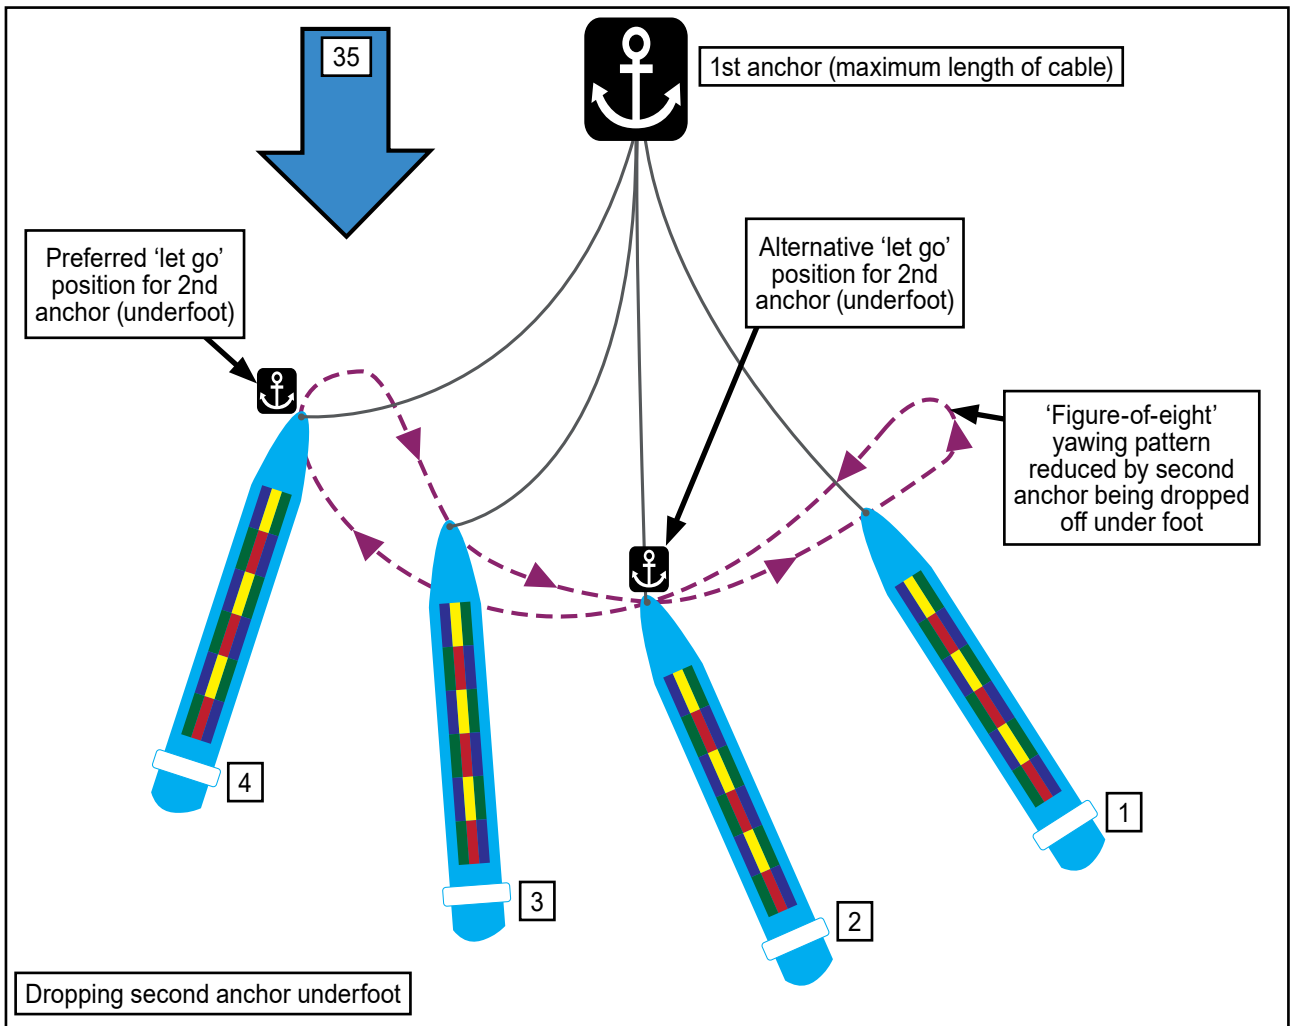 35
1st anchor (maximum length of cable)
Preferred ‘let go’
position for 2nd
anchor (underfoot)
Alternative ‘let go’
position for 2nd
anchor (underfoot)
‘Figure-of-eight’
yawing pattern
reduced by second
anchor being dropped
off under foot
4
3
2
1
Dropping second anchor underfoot